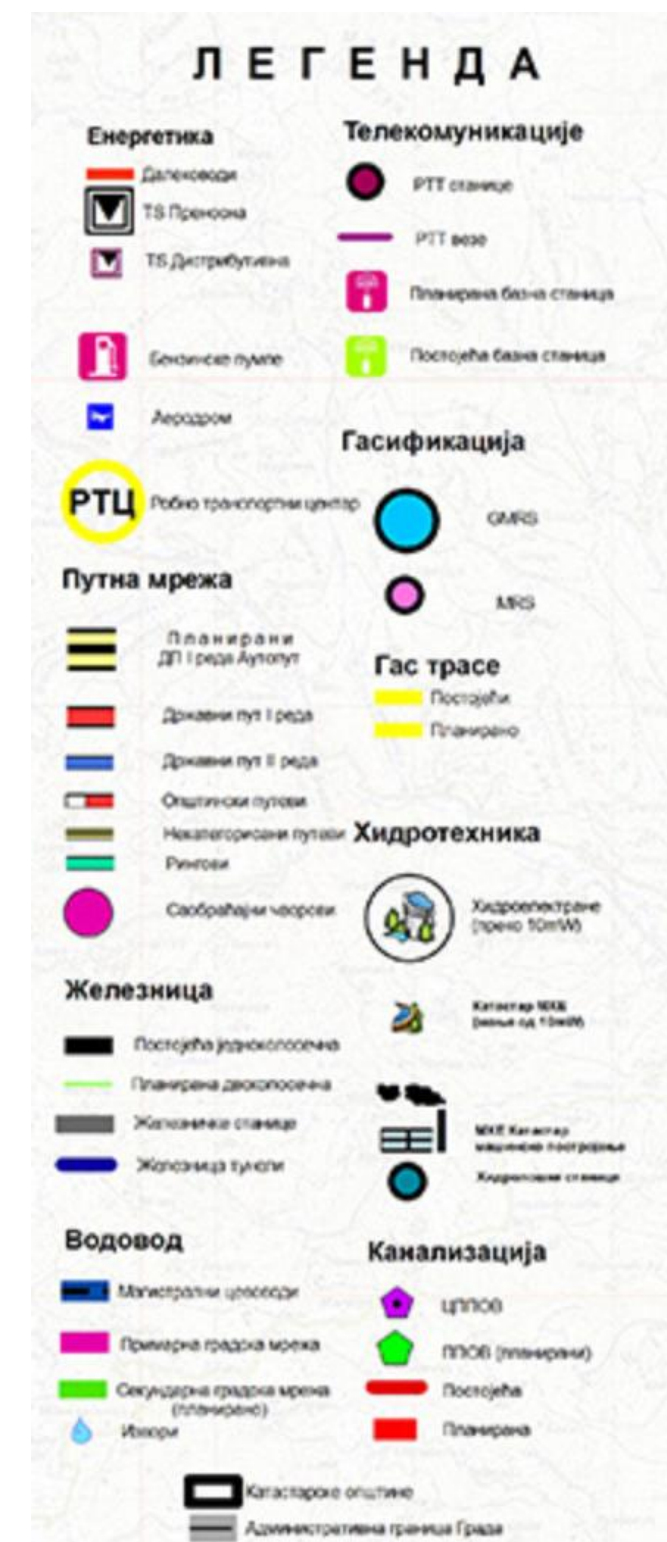 ЛЕГЕНДА
Енергетика
Далеководи
TS Преносна
TS Дистрибутивна
Бензинске пумпе
Аеродром
РТЦ
Робно транспортни центар
Путна мрежа
Планирани
ДП I реда Аутопут
Државни пут I реда
Државни пут II реда
Општински путеви
Некатегорисани путеви
Рингови
Саобраћајни чворови
Железница
Постојећа једноколосечна
Планирана двоколосечна
Железничке станице
Железница тунели
Водовод
Магистрални цевоводи
Примарна градска мрежа
Секундарна градска мрежа
(планирано)
Извори
Телекомуникације
РТТ станице
РТТ везе
Планирана базна станица
Постојећа базна станица
Гасификација
GMRS
MRS
Гас трасе
Постојећи
Планирано
Хидротехника
Хидроелектране
(преко 10mW)
Катастар МХЕ
(мање од 10mW)
МХЕ Катастар
машинско постројење
станице
Канализација
ЦППОВ
ППОВ (планирани)
Постојећа
Планирана
Катастарске општине
Административна граница Града